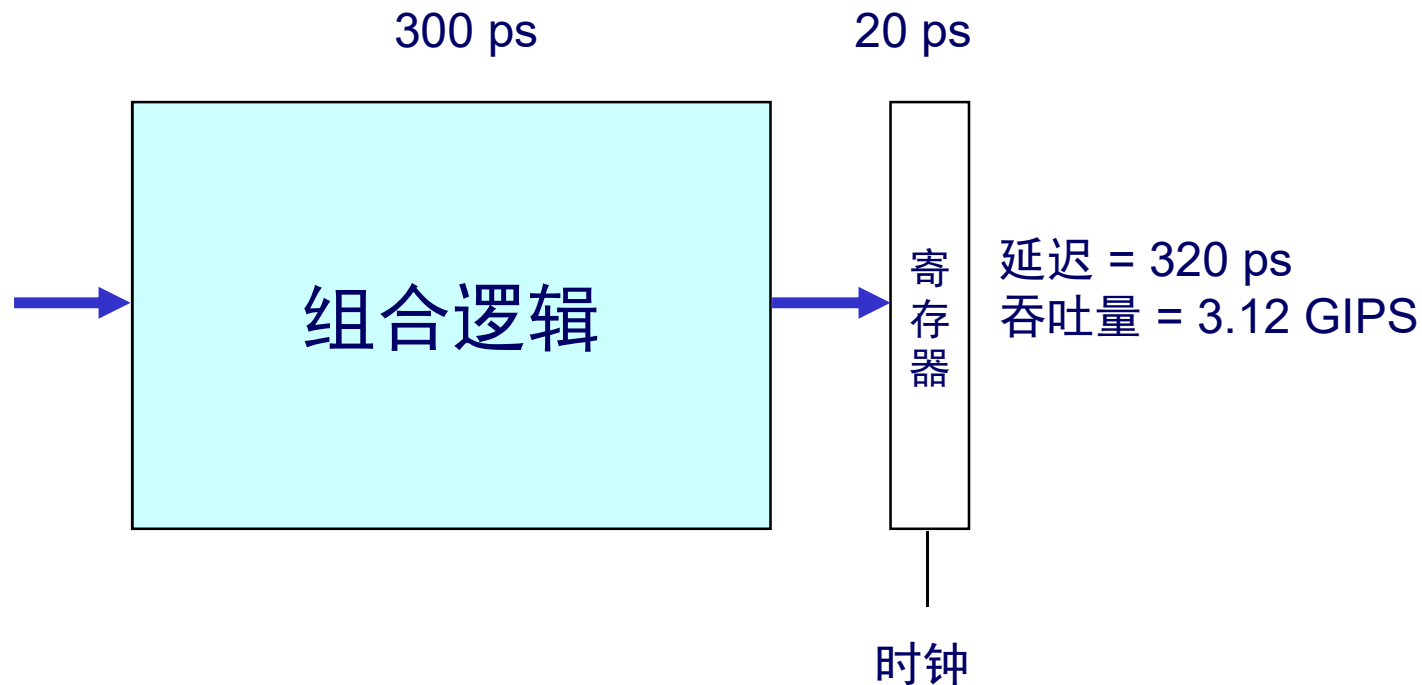 300 ps
20 ps
组合逻辑
寄
存
器
延迟 = 320 ps
吞吐量 = 3.12 GIPS
时钟